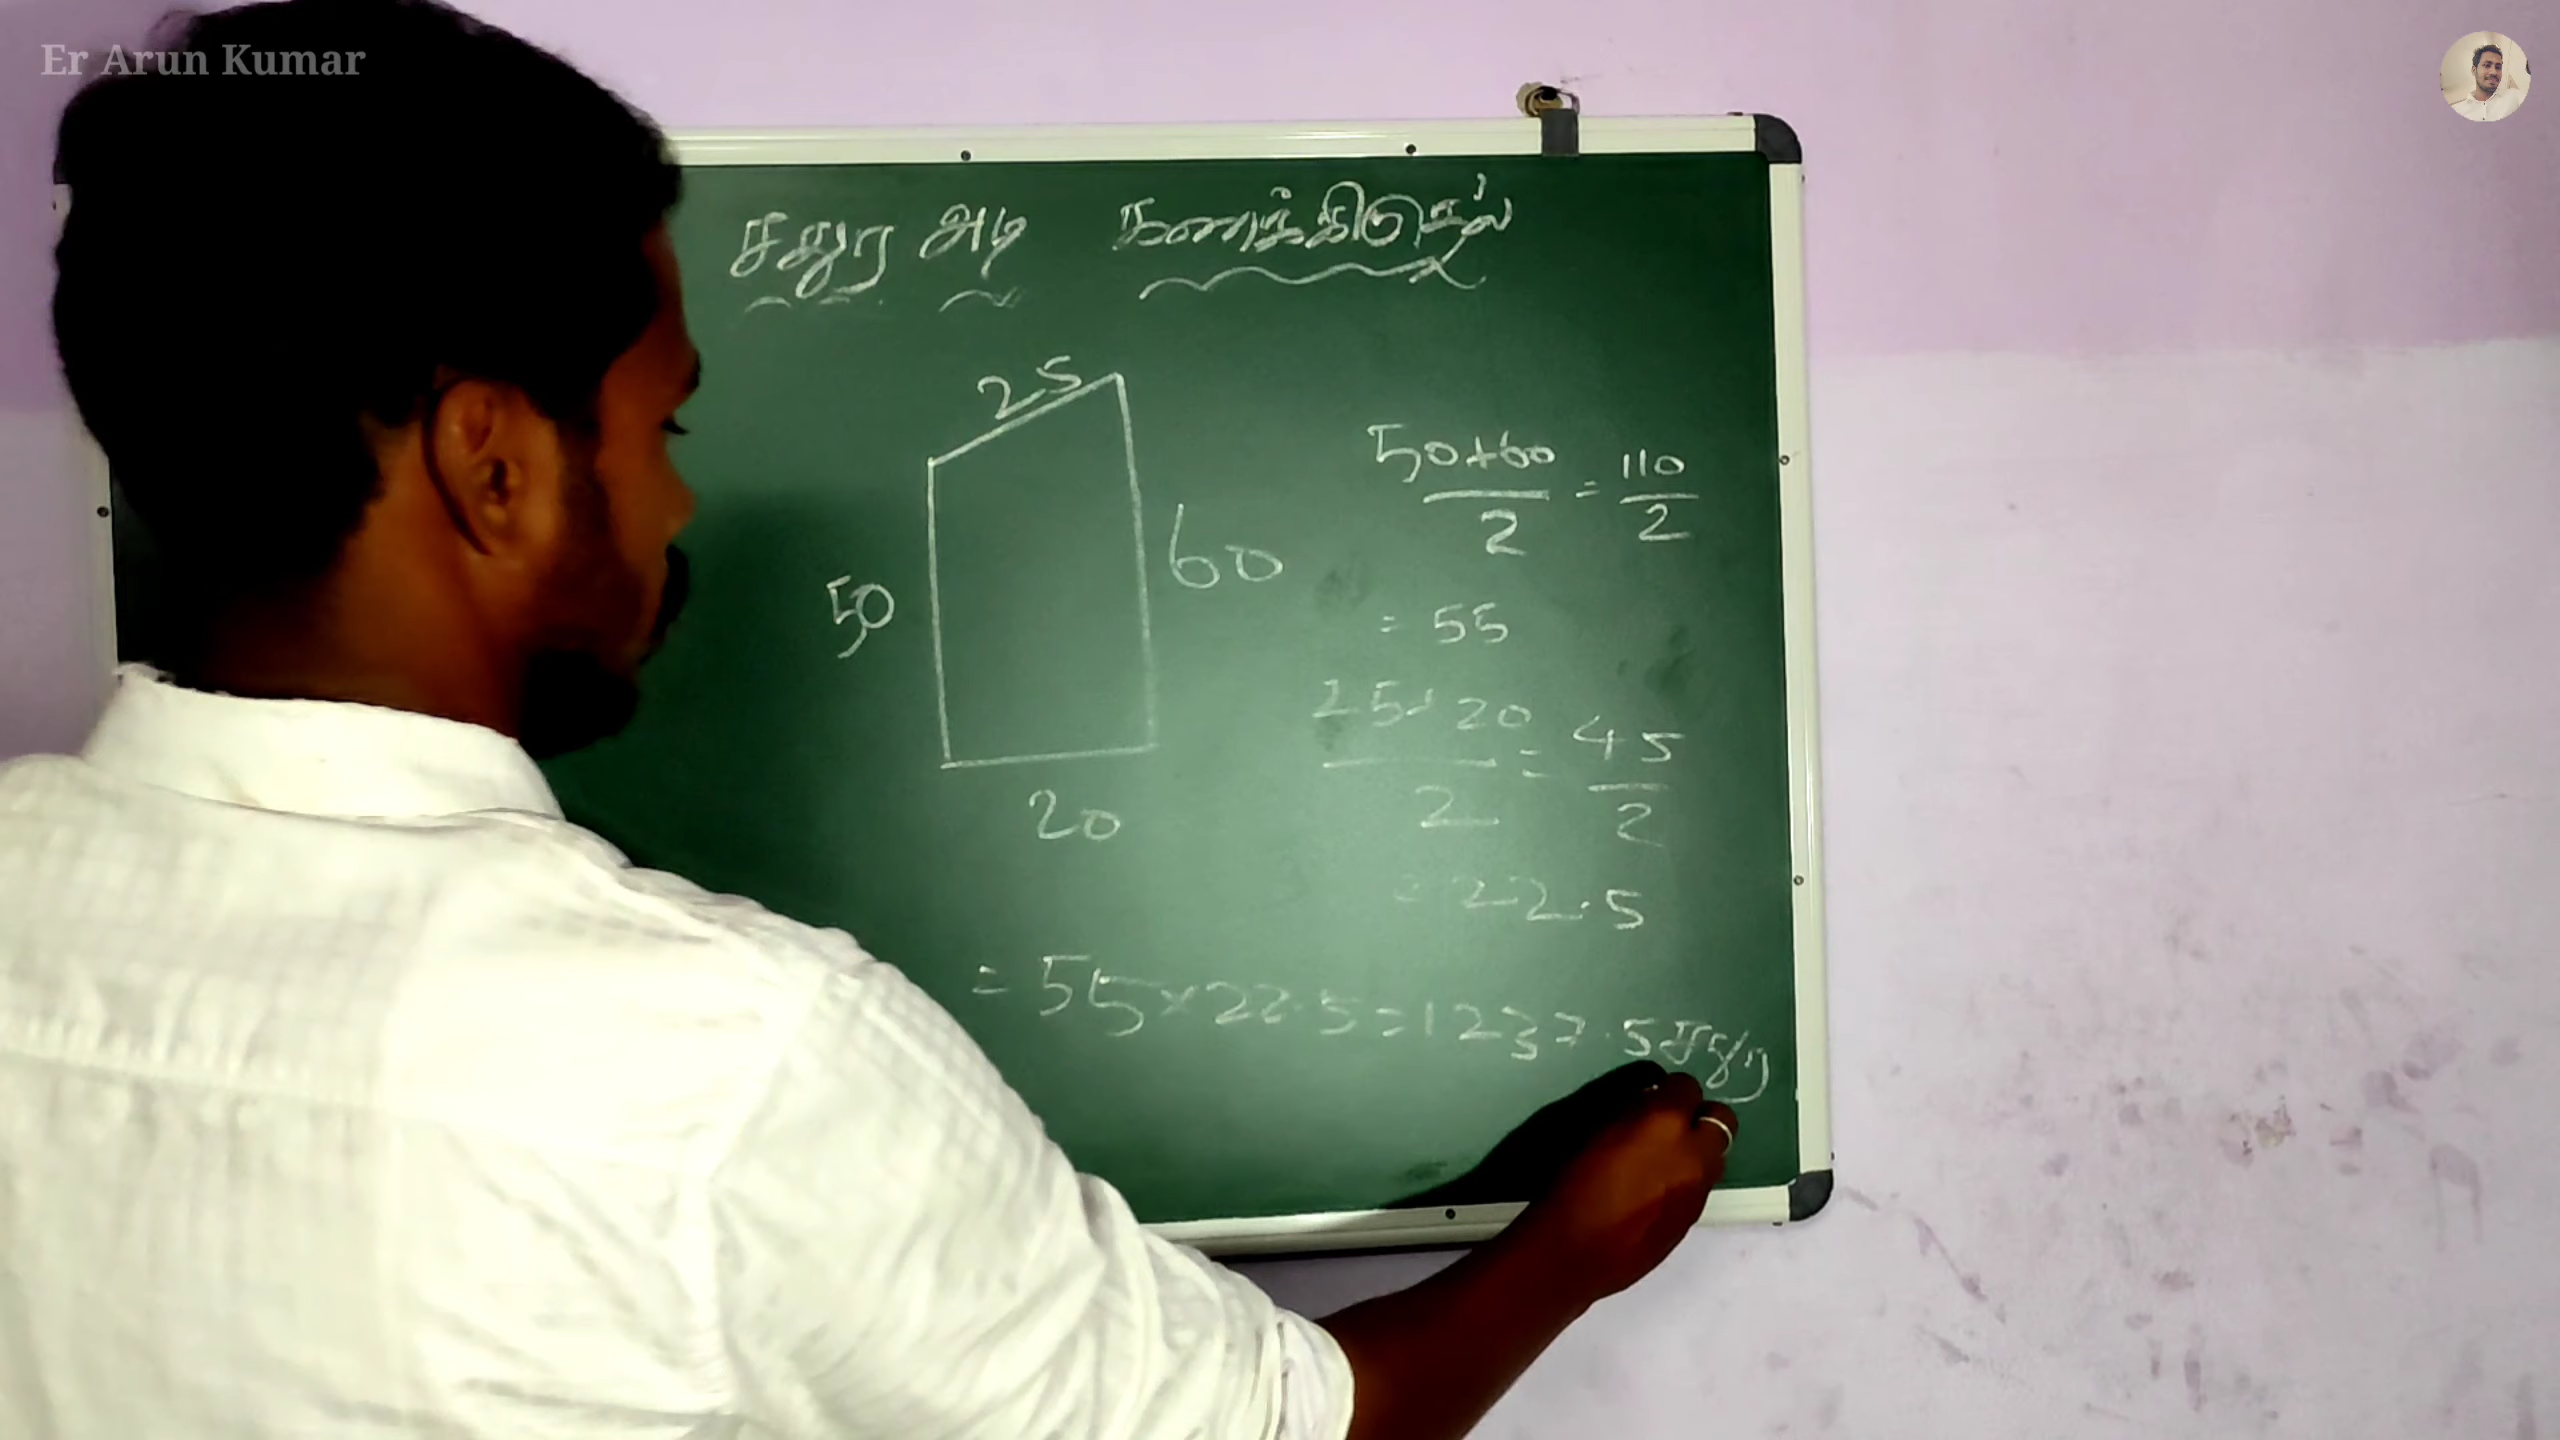 Er Arun Kumar
சதுர அடி கணக்கிடுதல்
25
50
60
20
50+60/2 = 110/2
= 55
25+20/2 = 45/2
= 22.5
= 55×22.5=1237.5 சதுர